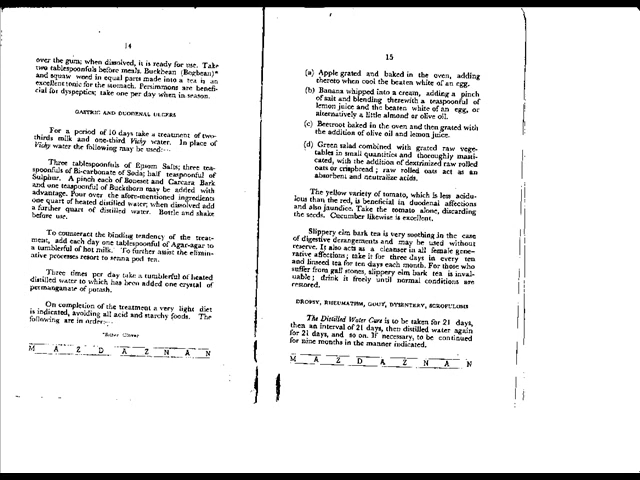 14
over the gum; when dissolved, it is ready for use. Take
two tablespoonfuls before meals. Buckbean (Bogbean)*
and squaw weed in equal parts made into a tea is an
excellent tonic for the stomach. Persimmons are benefi-
cial for dyspeptics; take one per day when in season.
GASTRIC AND DUODENAL ULCERS
For a period of 10 days take a treatment of two-
thirds milk and one-third Vichy water. In place of
Vichy water the following may be used:—
Three tablespoonfuls of Epsom Salts; three tea-
spoonfuls of Bi-carbonate of Soda; half teaspoonful of
Sulphur. A pinch each of Boneset and Carcara Bark
and one teaspoonful of Buckthorn may be added with
advantage. Pour over the afore-mentioned ingredients
one quart of heated distilled water; when dissolved add
a further quart of distilled water. Bottle and shake
before use.
To counteract the binding tendency of the treat-
ment, add each day one tablespoonful of Agar-agar to
a tumblerful of hot milk. To further assist the elimin-
ative processes resort to senna pod tea.
Three times per day take a tumblerful of heated
distilled water to which has been added one crystal of
permanganate of potash.
On completion of the treatment a very light diet
is indicated, avoiding all acid and starchy foods. The
following are in order:—
Clover
M A Z D A Z N A N
15
(a) Apple grated and baked in the oven, adding
thereto when cool the beaten white of an egg.
(b) Banana whipped into a cream, adding a pinch
of salt and blending therewith a teaspoonful of
lemon juice and the beaten white of an egg, or
alternatively a little almond or olive oil.
(c) Beetroot baked in the oven and then grated with
the addition of olive oil and lemon juice.
(d) Green salad combined with grated raw vege-
tables in small quantities and thoroughly masti-
cated, with the addition of dextrinized raw rolled
oats or crispbread; raw rolled oats act as an
absorbent and neutralize acids.
The yellow variety of tomato, which is less acidu-
lous than the red, is beneficial in duodenal affections
and also jaundice. Take the tomato alone, discarding
the seeds. Cucumber likewise is excellent.
Slippery elm bark tea is very soothing in the case
of digestive derangements and may be used without
reserve. It also acts as a cleanser in all female gene-
rative affections; take it for three days in every ten
and linseed tea for ten days each month. For those who
suffer from gall stones, slippery elm bark tea is inval-
uable; drink it freely until normal conditions are
restored.
DROPSY, RHEUMATISM, GOUT, DYSENTERY, SCROFULOSIS
The Distilled Water Cure is to be taken for 21 days,
then an interval of 21 days, then distilled water again
for 21 days, and so on. If necessary, to be continued
for nine months in the manner indicated.
M A Z D A Z N A N